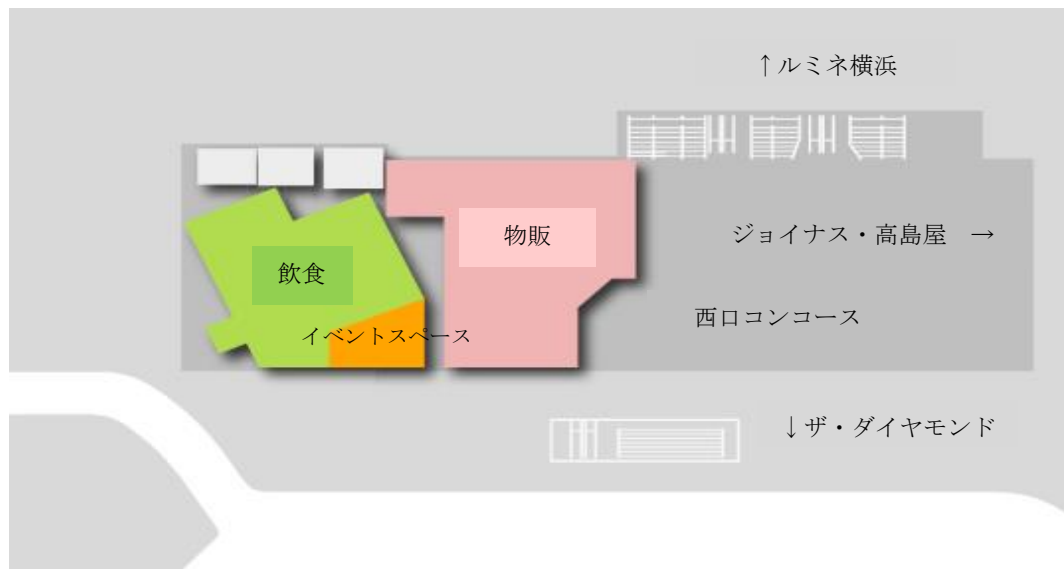 ↑ルミネ横浜
物販
ジョイナス・高島屋　→
飲食
西口コンコース
イベントスペース
↓ザ・ダイヤモンド